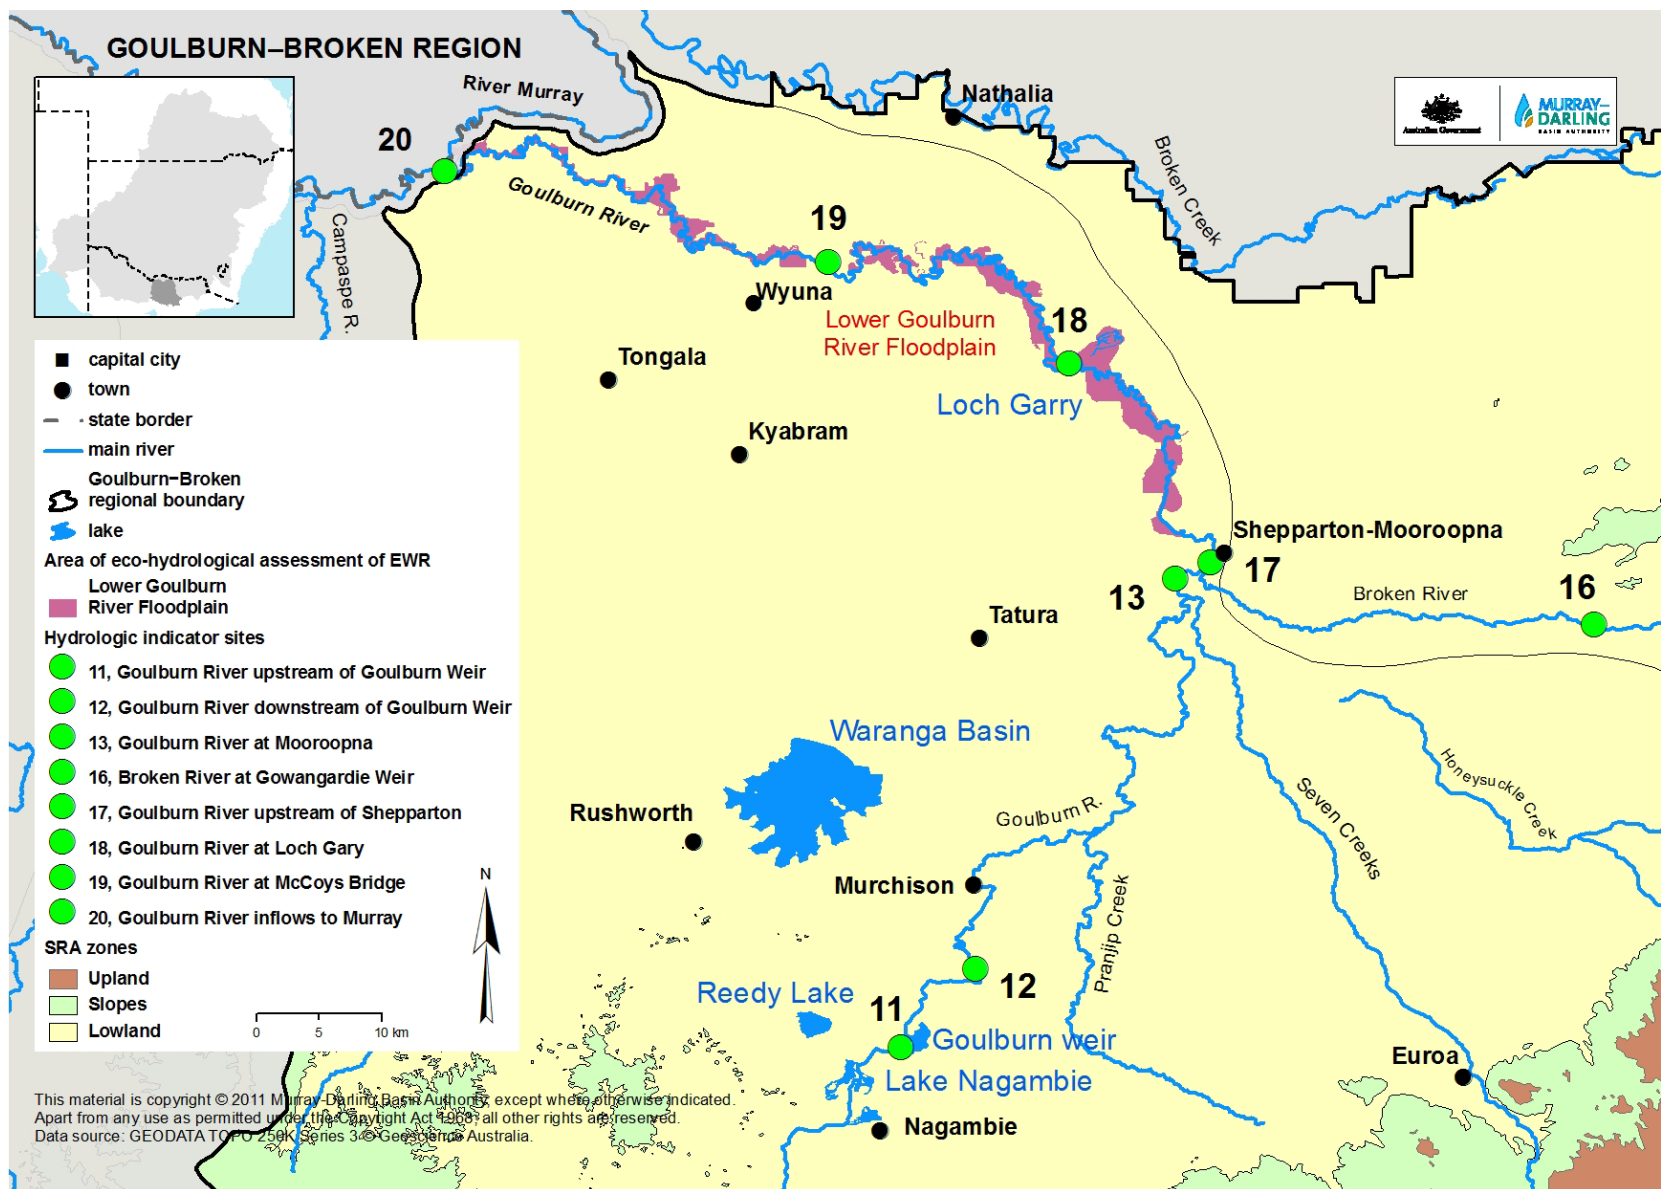 GOULBURN–BROKEN REGION
River Murray
Nathalia
Australian Government
MURRAY–
DARLING
BASIN AUTHORITY
20
Broken Creek
Goulburn River
Campaspe R.
19
Wyuna
Lower Goulburn
River Floodplain
18
Tongala
Loch Garry
Kyabram
capital city
town
state border
main river
Goulburn–Broken
regional boundary
lake
Area of eco-hydrological assessment of EWR
Lower Goulburn
River Floodplain
Hydrologic indicator sites
11, Goulburn River upstream of Goulburn Weir
12, Goulburn River downstream of Goulburn Weir
13, Goulburn River at Mooroopna
16, Broken River at Gowangardie Weir
17, Goulburn River upstream of Shepparton
18, Goulburn River at Loch Gary
19, Goulburn River at McCoys Bridge
20, Goulburn River inflows to Murray
SRA zones
Upland
Slopes
Lowland
0 5 10 km
N
Shepparton-Mooroopna
17
13
Broken River
16
Tatura
Waranga Basin
Honeysuckle Creek
Seven Creeks
Goulburn R.
Rushworth
Murchison
Pranjip Creek
12
Reedy Lake
11
Goulburn weir
Euroa
Lake Nagambie
Nagambie
This material is copyright © 2011 Murray-Darling Basin Authority, except where otherwise indicated.
Apart from any use as permitted under the Copyright Act 1968, all other rights are reserved.
Data source: GEODATA TOPO 250K Series 3 © Geoscience Australia.